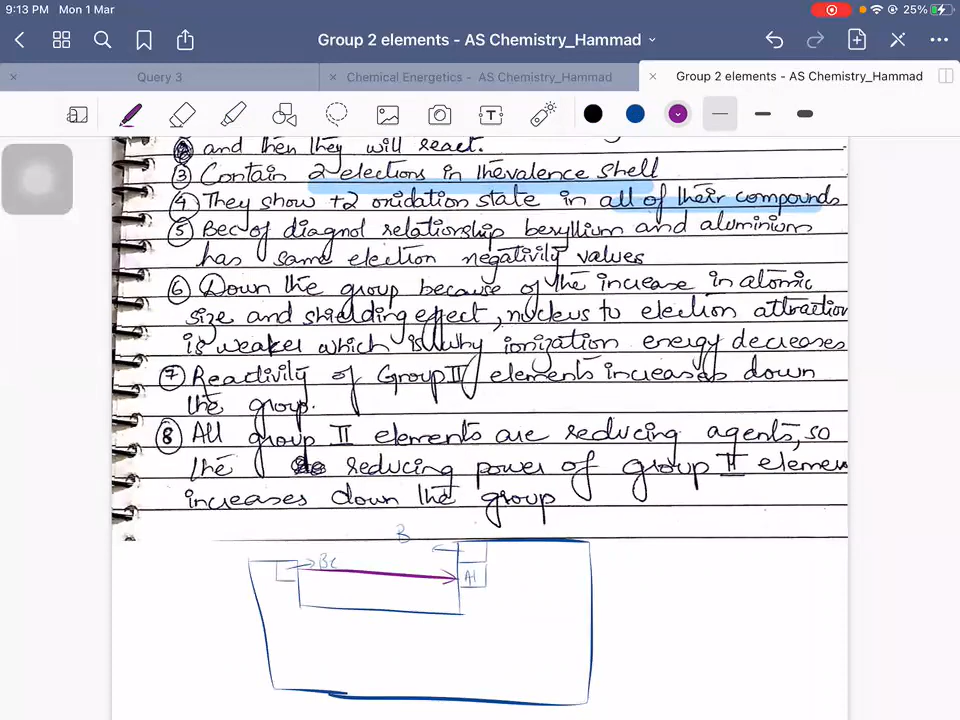 9:13 PM Mon 1 Mar
25%
Group 2 elements - AS Chemistry_Hammad
Query 3
Chemical Energetics - AS Chemistry_Hammad
Group 2 elements - AS Chemistry_Hammad
and then they will react.
③ Contain 2 electrons in the valence shell
④ They show +2 oxidation state in all of their compounds
⑤ Bec of diagnol relationship beryllium and aluminium
has same electron negativity values
⑥ Down the group because of the increase in atomic
size and shielding effect, nucleus to electron attraction
is weaker which is why ionization energy decreases
⑦ Reactivity of Group II elements increases down
the group.
⑧ All group II elements are reducing agents, so
the reducing power of group II elemen
increases down the group
B
Be
Al